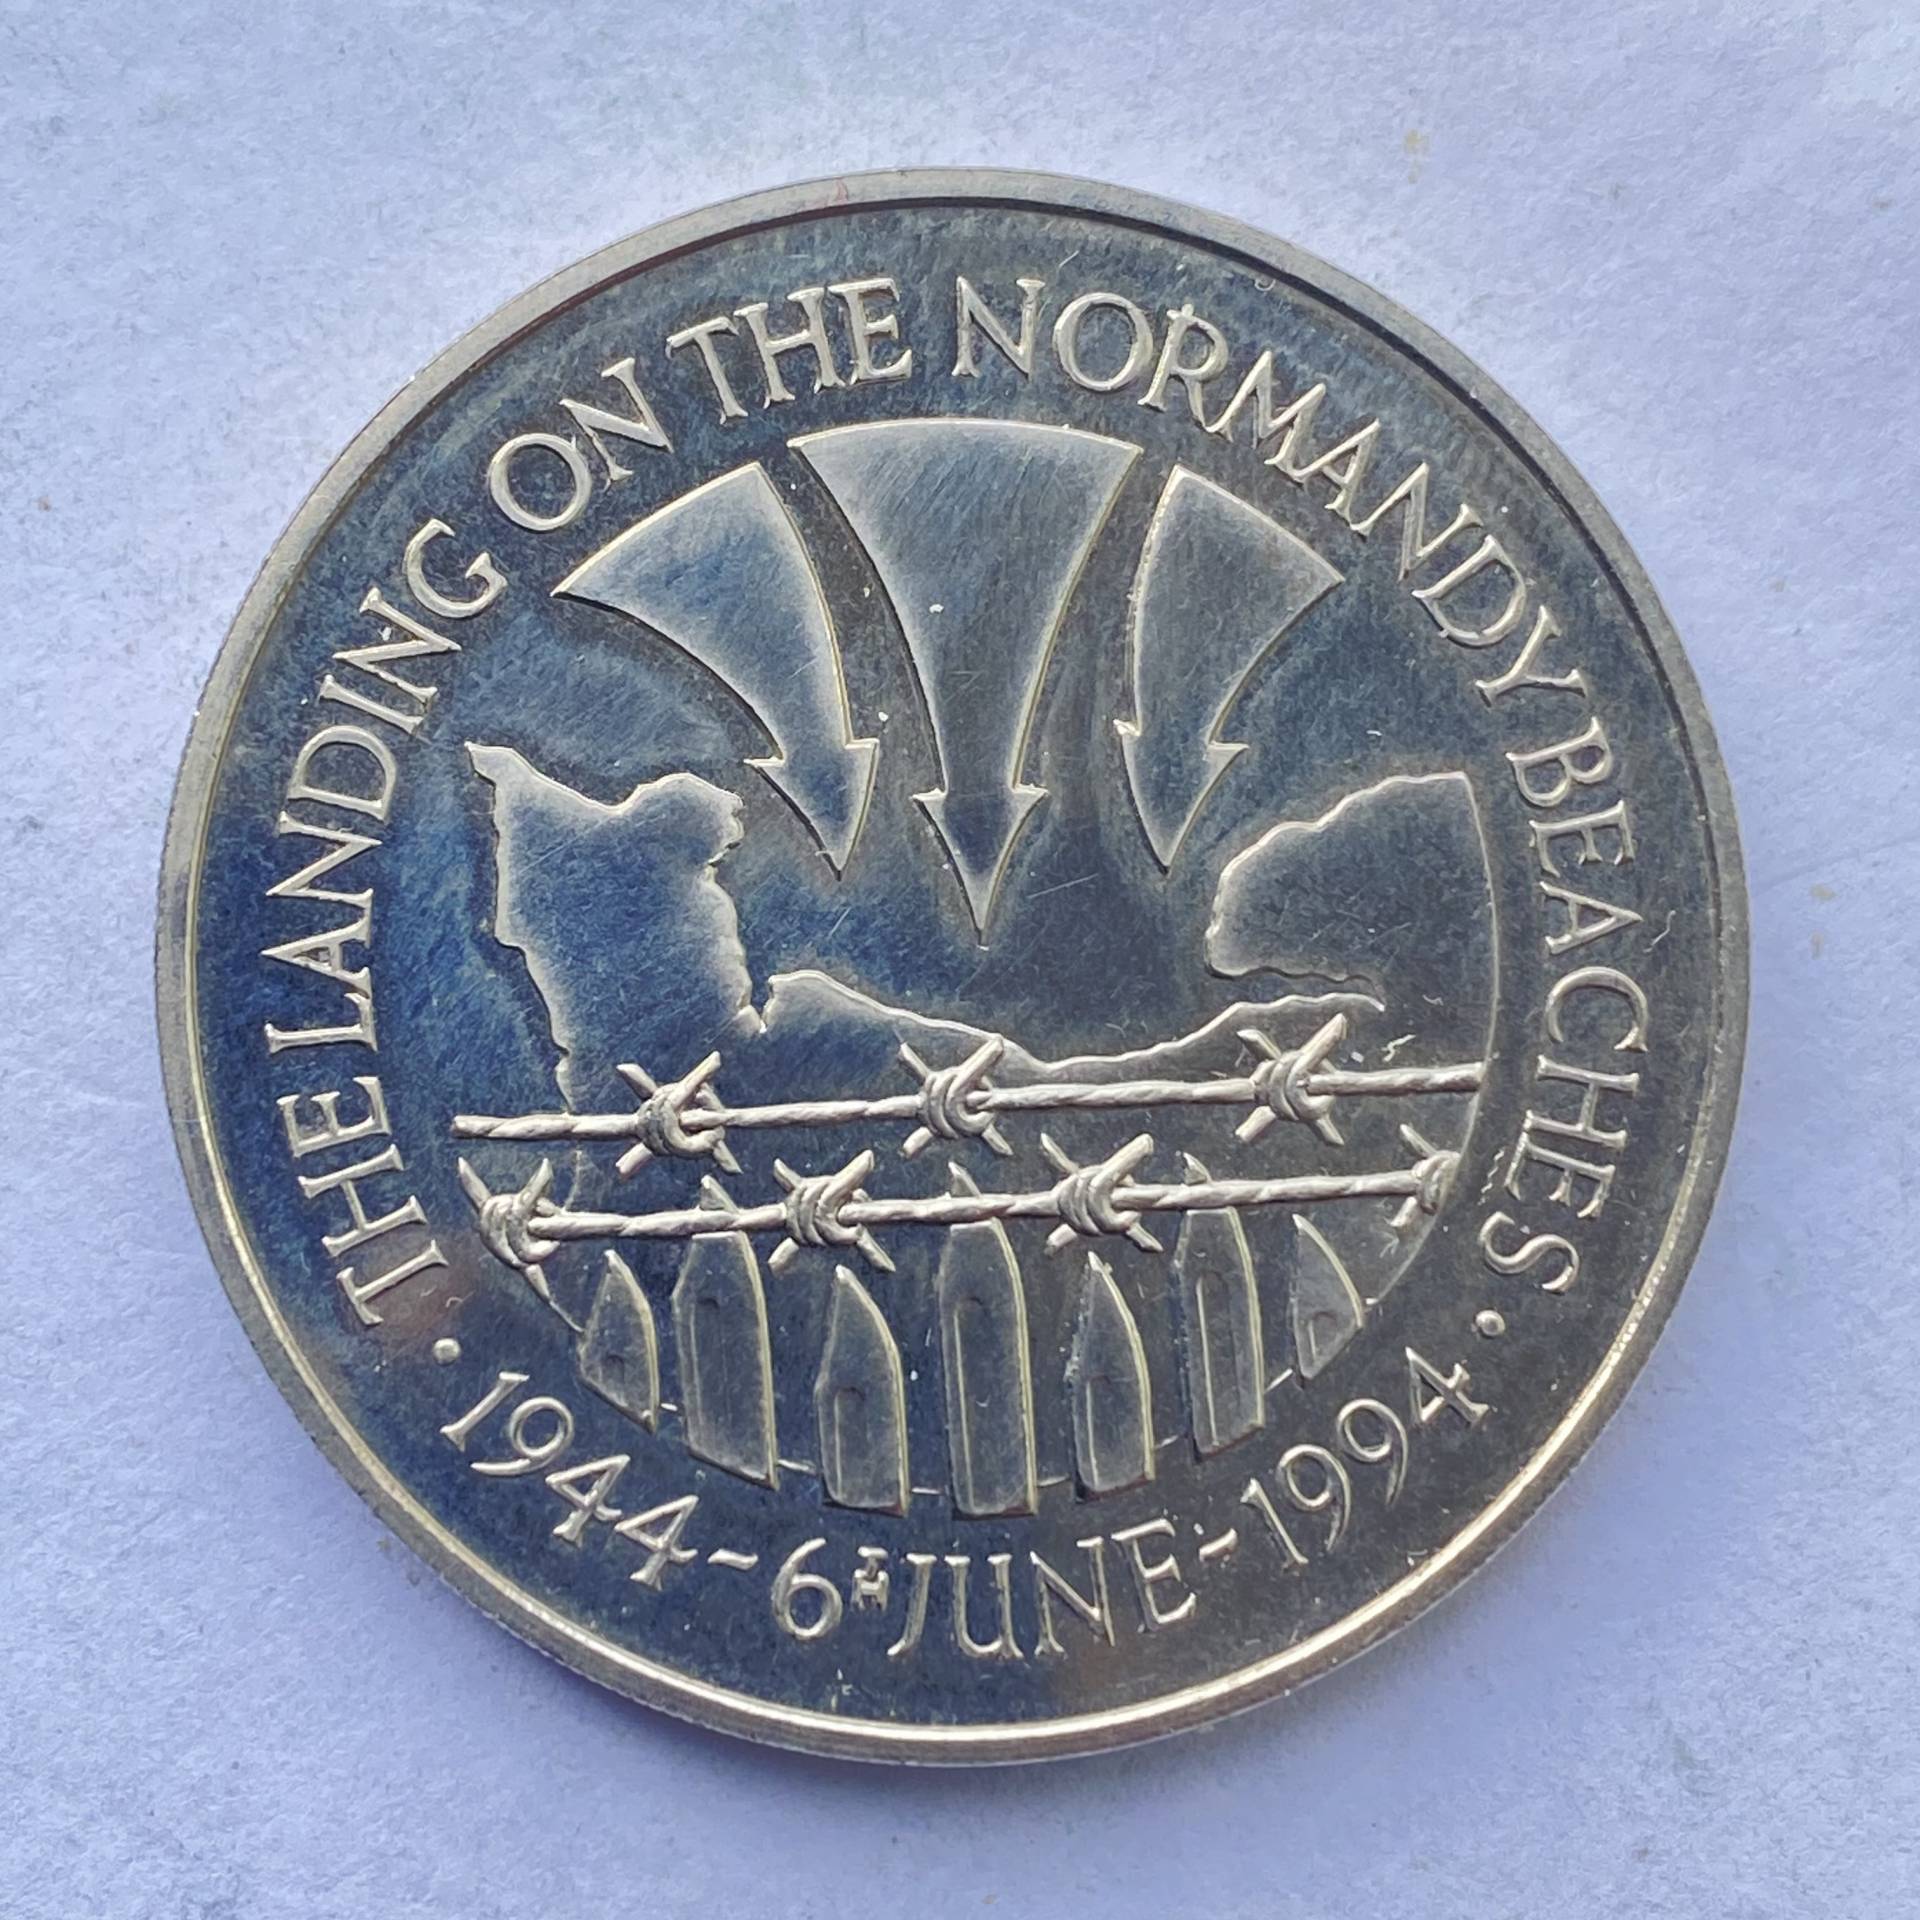 THE LANDING ON THE NORMANDY BEACHES
· 1944 - 6TH JUNE - 1994 ·